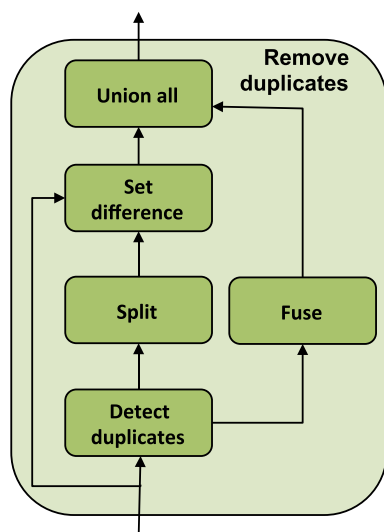 Remove
duplicates
Union all
Set
difference
Split
Fuse
Detect
duplicates